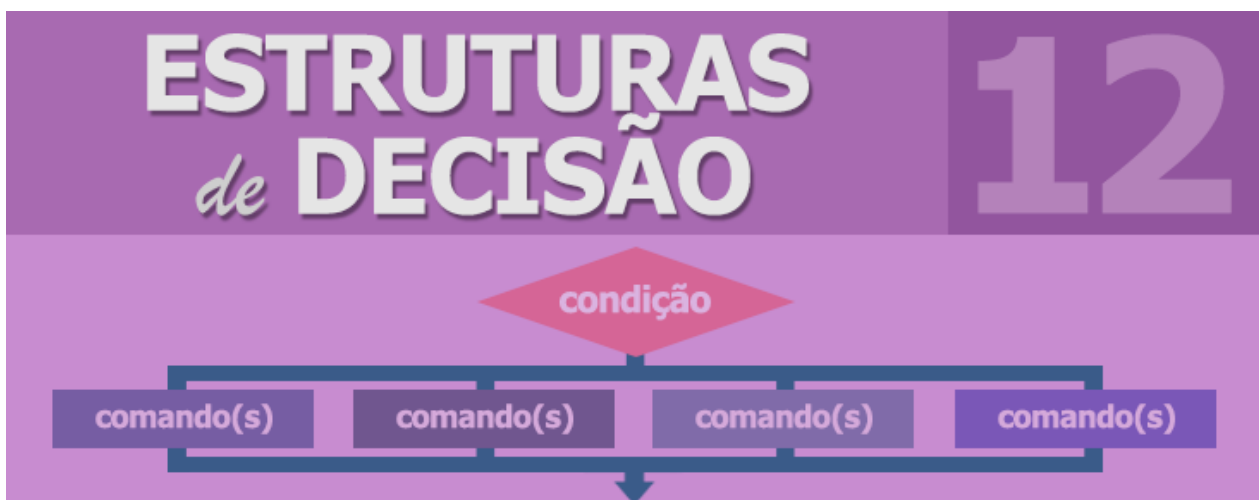 ESTRUTURAS
de DECISÃO
12
condição
comando(s) comando(s) comando(s) comando(s)